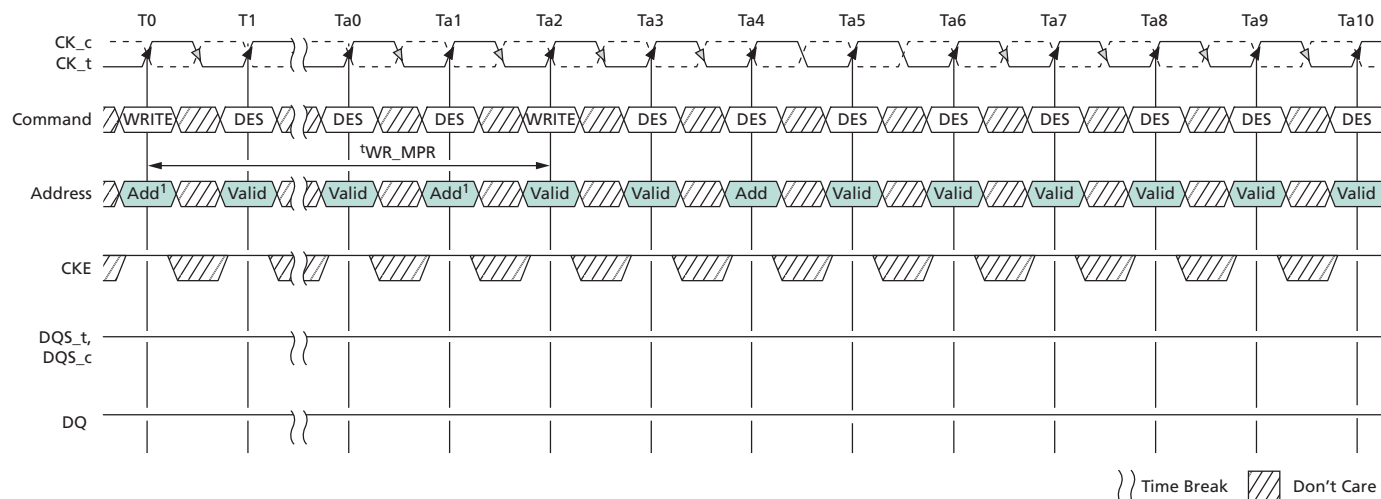 T0 T1 Ta0 Ta1 Ta2 Ta3 Ta4 Ta5 Ta6 Ta7 Ta8 Ta9 Ta10
CK_c
CK_t
Command WRITE DES DES DES WRITE DES DES DES DES DES DES DES DES
tWR_MPR
Address Add1 Valid Valid Add1 Valid Valid Add Valid Valid Valid Valid Valid Valid
CKE
DQS_t,
DQS_c
DQ
Time Break Don't Care